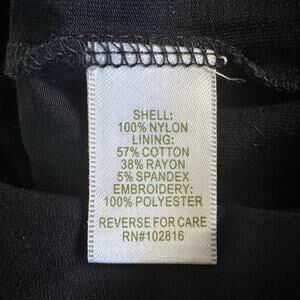 SHELL:
100% NYLON
LINING:
57% COTTON
38% RAYON
5% SPANDEX
EMBROIDERY:
100% POLYESTER
REVERSE FOR CARE
RN#102816